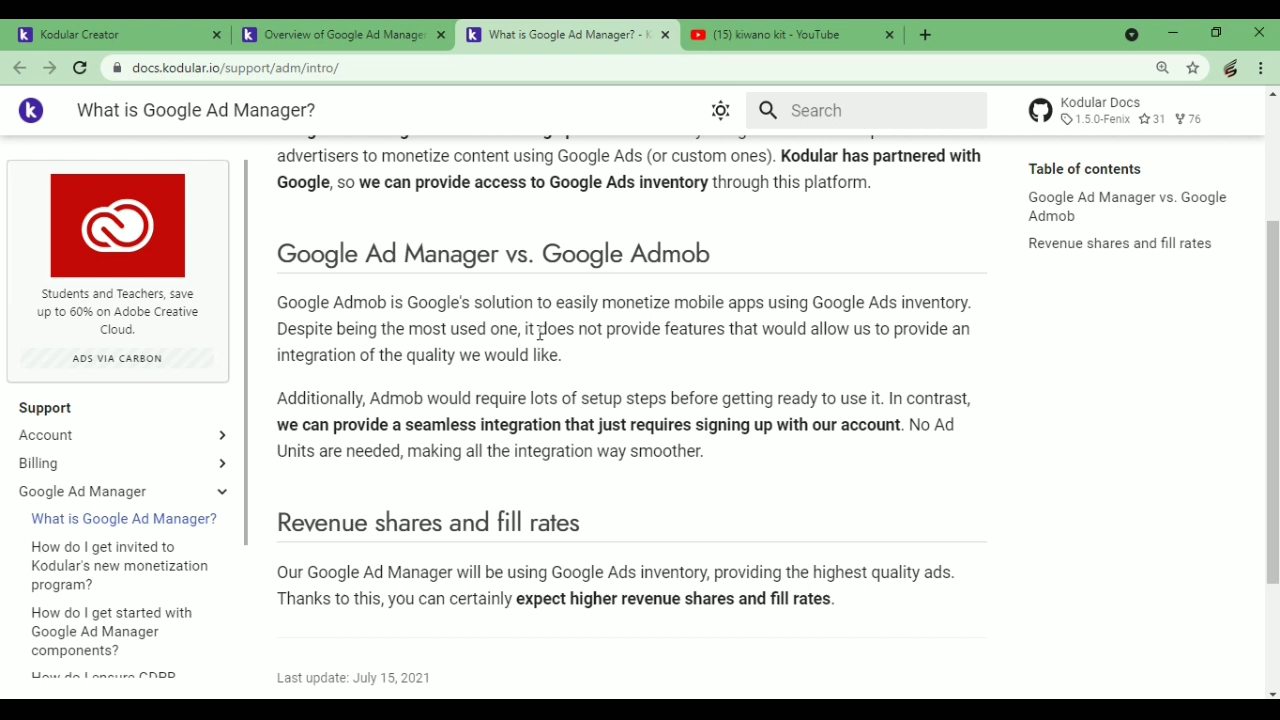 Kodular Creator
Overview of Google Ad Manager
What is Google Ad Manager? - K
(15) kiwano kit - YouTube
docs.kodular.io/support/adm/intro/
What is Google Ad Manager?
Search
Kodular Docs
1.5.0-Fenix 31 76
advertisers to monetize content using Google Ads (or custom ones). Kodular has partnered with
Google, so we can provide access to Google Ads inventory through this platform.
Students and Teachers, save
up to 60% on Adobe Creative
Cloud.
ADS VIA CARBON
Support
Account
Billing
Google Ad Manager
What is Google Ad Manager?
How do I get invited to
Kodular's new monetization
program?
How do I get started with
Google Ad Manager
components?
How do I ensure GDPR
Google Ad Manager vs. Google Admob
Google Admob is Google's solution to easily monetize mobile apps using Google Ads inventory.
Despite being the most used one, it does not provide features that would allow us to provide an
integration of the quality we would like.
Additionally, Admob would require lots of setup steps before getting ready to use it. In contrast,
we can provide a seamless integration that just requires signing up with our account. No Ad
Units are needed, making all the integration way smoother.
Revenue shares and fill rates
Our Google Ad Manager will be using Google Ads inventory, providing the highest quality ads.
Thanks to this, you can certainly expect higher revenue shares and fill rates.
Last update: July 15, 2021
Table of contents
Google Ad Manager vs. Google
Admob
Revenue shares and fill rates